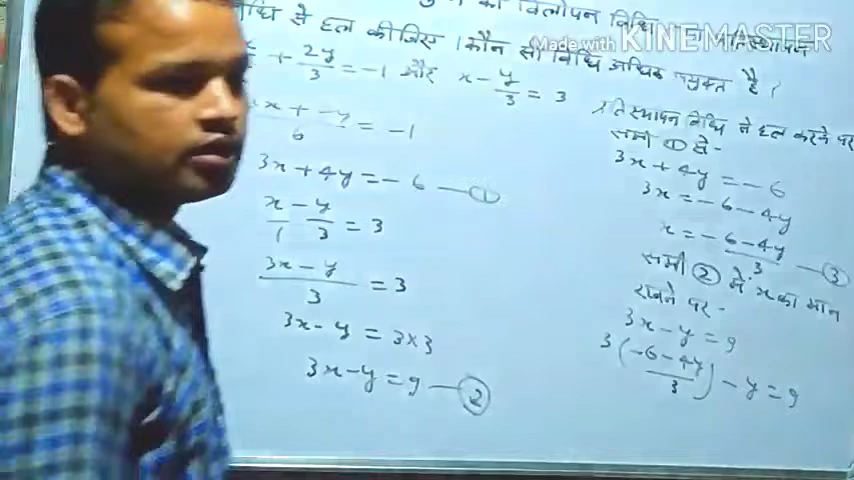 का विलोपन विधि
विधि से हल कीजिए । कौन सी विधि अधिक है ?
Made with KINEMASTER
+ 2y/3 = -1 और x - y/3 = 3
x + -y / 6 = -1
3x + 4y = -6 — ①
x/1 - y/3 = 3
3x - y / 3 = 3
3x - y = 3×3
3x - y = 9 — ②
प्रतिस्थापन विधि से हल करने पर
समी ① से -
3x + 4y = -6
3x = -6 - 4y
x = -6 - 4y / 3 — ③
समी ② में x का मान
रखने पर -
3x - y = 9
3(-6 - 4y / 3) - y = 9